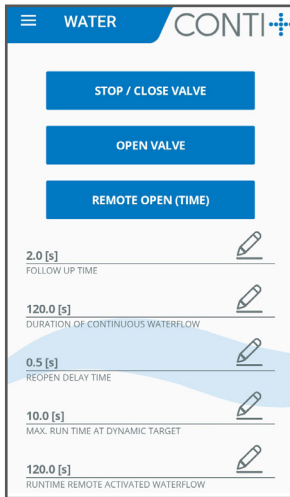 WATER
CONTI+
STOP / CLOSE VALVE
OPEN VALVE
REMOTE OPEN (TIME)
2.0 [s]
FOLLOW UP TIME
120.0 [s]
DURATION OF CONTINUOUS WATERFLOW
0.5 [s]
REOPEN DELAY TIME
10.0 [s]
MAX. RUN TIME AT DYNAMIC TARGET
120.0 [s]
RUNTIME REMOTE ACTIVATED WATERFLOW